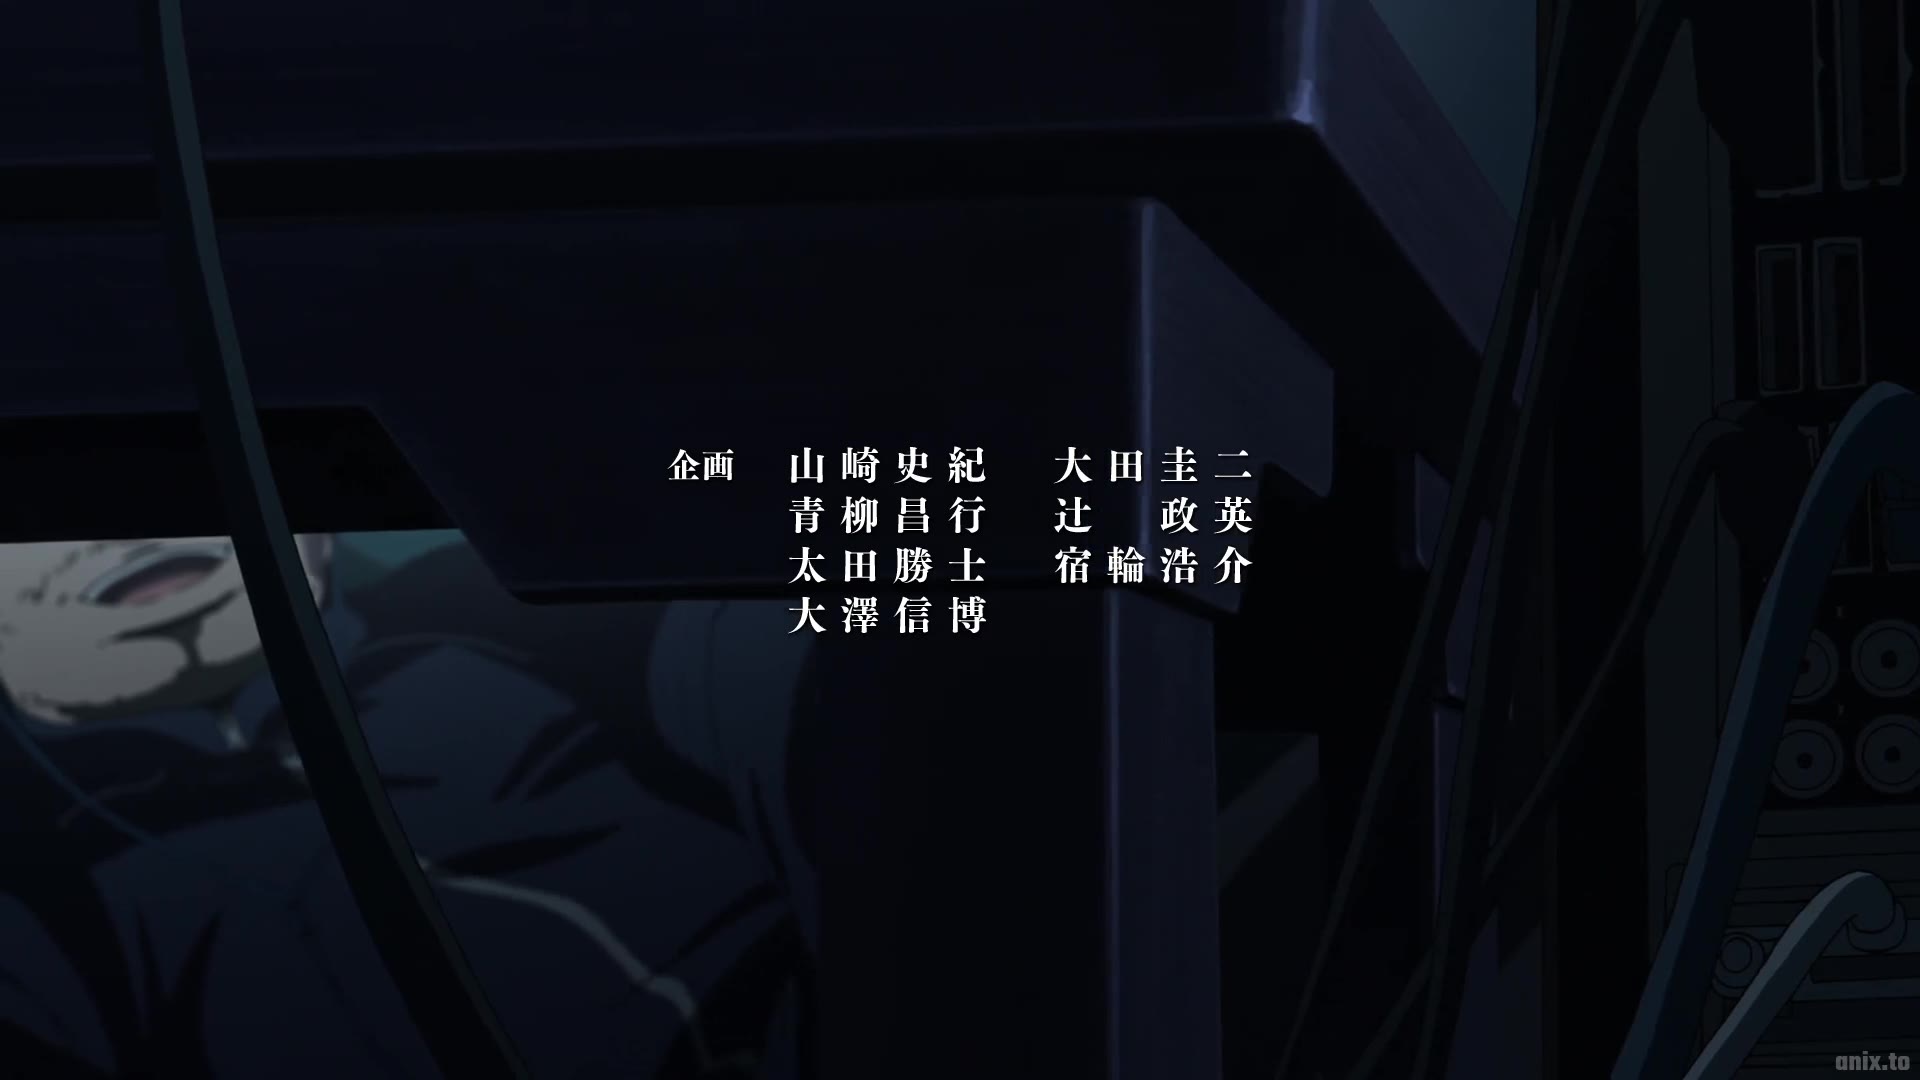 企画 山崎史紀 大田圭二
青柳昌行 辻 政英
太田勝士 宿輪浩介
大澤信博
anix.to